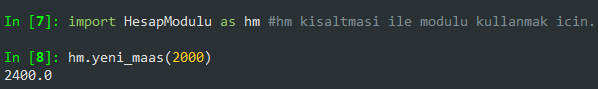 In [7]: import HesapModulu as hm #hm kisaltmasi ile modulu kullanmak icin.
In [8]: hm.yeni_maas(2000)
2400.0